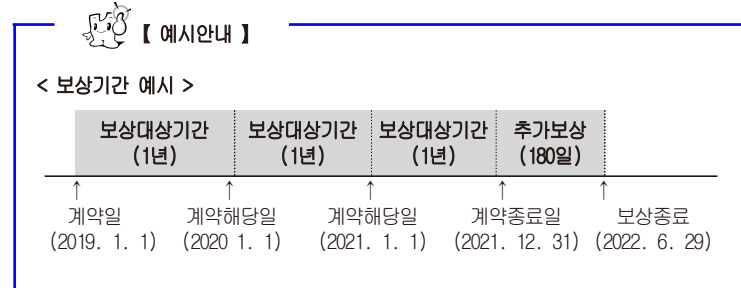 【 예시안내 】
< 보상기간 예시 >
보상대상기간 보상대상기간 보상대상기간 추가보상
(1년) (1년) (1년) (180일)
↑ ↑ ↑ ↑ ↑
계약일 계약해당일 계약해당일 계약종료일 보상종료
(2019. 1. 1) (2020 1. 1) (2021. 1. 1) (2021. 12. 31) (2022. 6. 29)